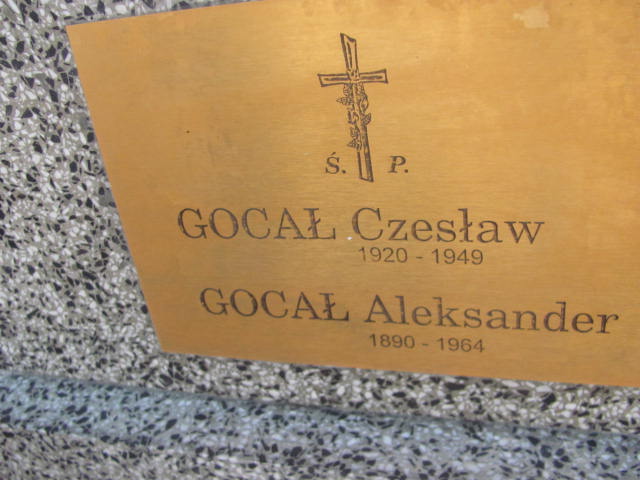 Ś. P.
GOCAŁ Czesław
1920 - 1949
GOCAŁ Aleksander
1890 - 1964